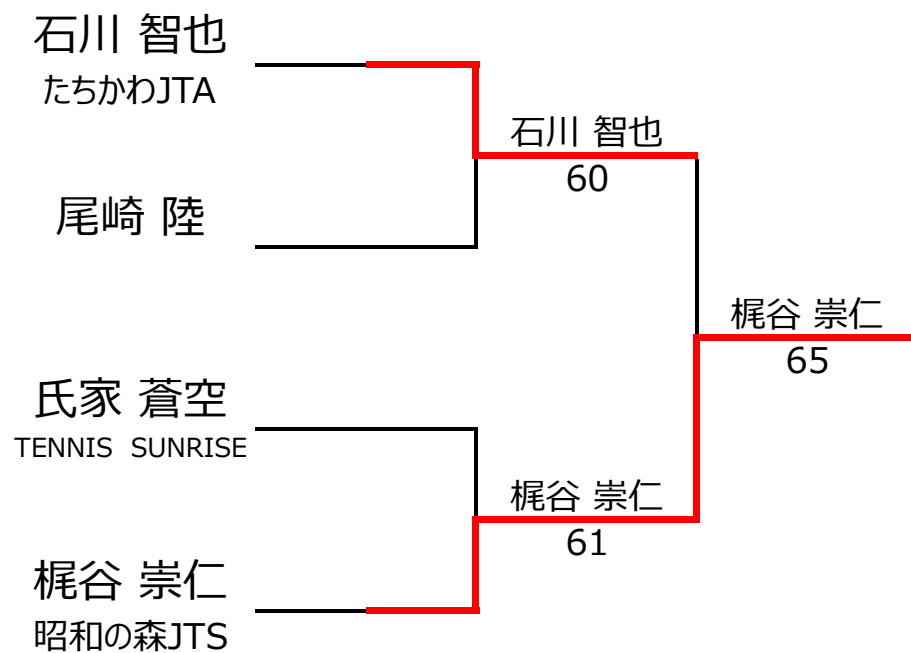 石川 智也
たちかわJTA
石川 智也
60
尾崎 陸
梶谷 崇仁
65
氏家 蒼空
TENNIS SUNRISE
梶谷 崇仁
61
梶谷 崇仁
昭和の森JTS